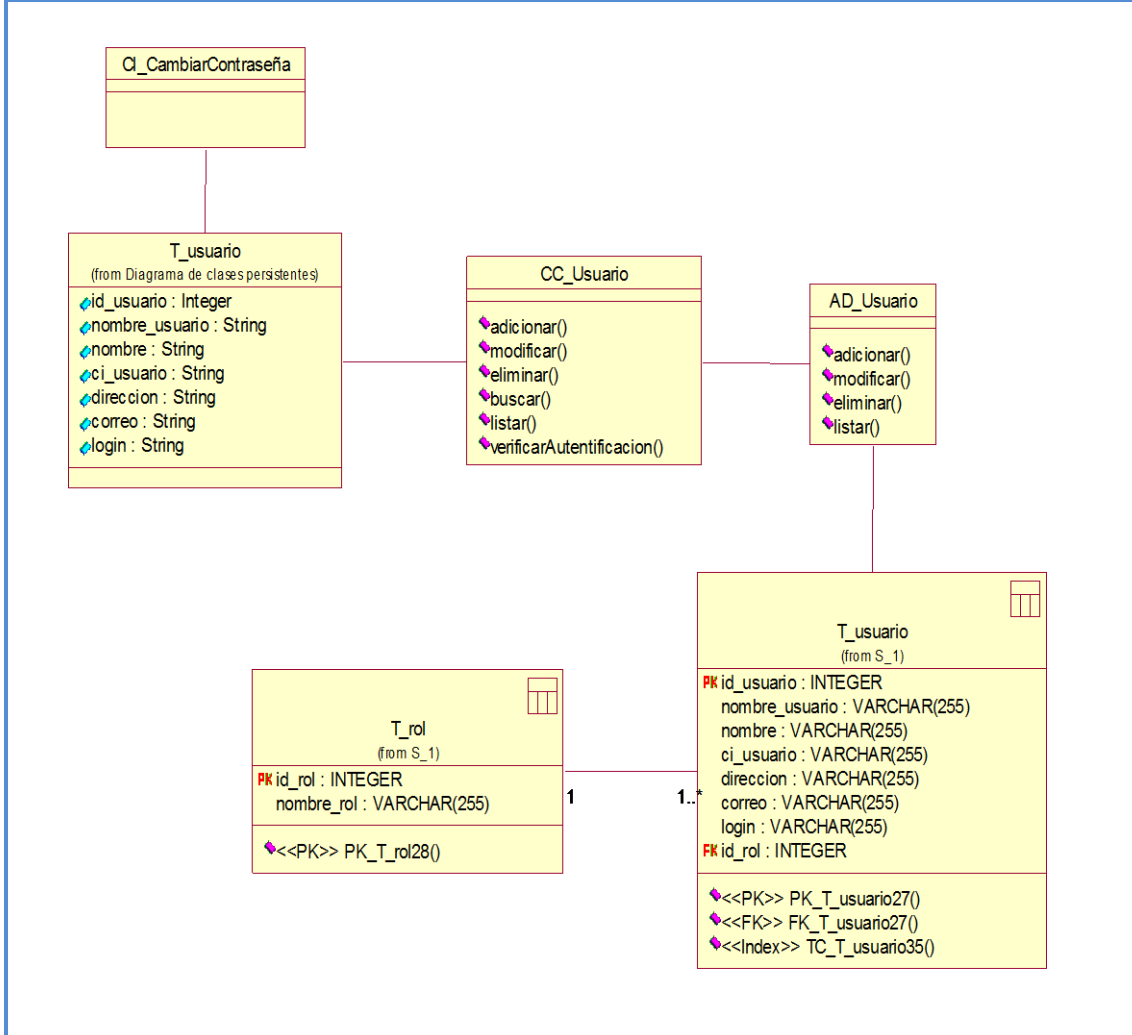 CI_CambiarContraseña
T_usuario
(from Diagrama de clases persistentes)
id_usuario : Integer
nombre_usuario : String
nombre : String
ci_usuario : String
direccion : String
correo : String
login : String
CC_Usuario
adicionar()
modificar()
eliminar()
buscar()
listar()
verificarAutentificacion()
AD_Usuario
adicionar()
modificar()
eliminar()
listar()
T_rol
(from S_1)
PK id_rol : INTEGER
nombre_rol : VARCHAR(255)
<<PK>> PK_T_rol28()
1
1..*
T_usuario
(from S_1)
PK id_usuario : INTEGER
nombre_usuario : VARCHAR(255)
nombre : VARCHAR(255)
ci_usuario : VARCHAR(255)
direccion : VARCHAR(255)
correo : VARCHAR(255)
login : VARCHAR(255)
FK id_rol : INTEGER
<<PK>> PK_T_usuario27()
<<FK>> FK_T_usuario27()
<<Index>> TC_T_usuario35()